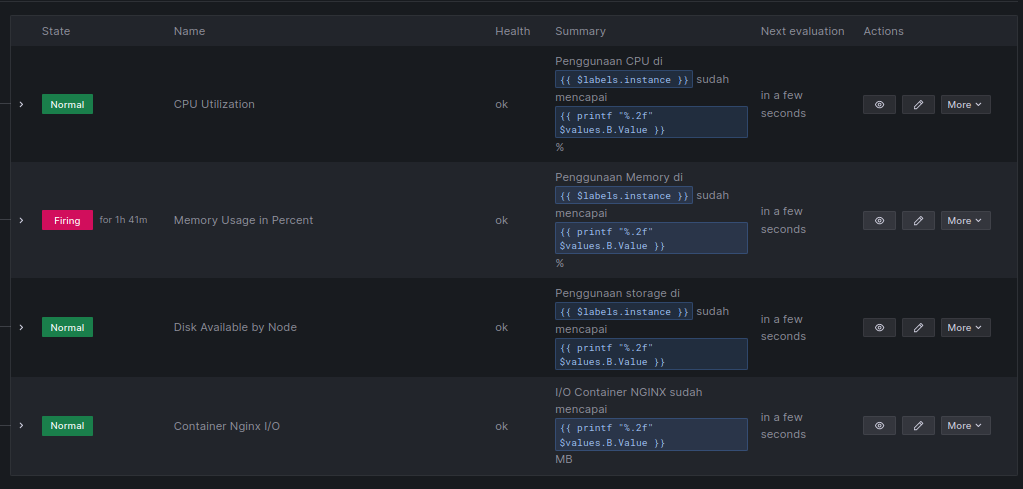 State Name Health Summary Next evaluation Actions
Normal CPU Utilization ok Penggunaan CPU di
{{ $labels.instance }} sudah
mencapai
{{ printf "%.2f"
$values.B.Value }}
%
in a few
seconds
More
Firing for 1h 41m Memory Usage in Percent ok Penggunaan Memory di
{{ $labels.instance }} sudah
mencapai
{{ printf "%.2f"
$values.B.Value }}
%
in a few
seconds
More
Normal Disk Available by Node ok Penggunaan storage di
{{ $labels.instance }} sudah
mencapai
{{ printf "%.2f"
$values.B.Value }}
in a few
seconds
More
Normal Container Nginx I/O ok I/O Container NGINX sudah
mencapai
{{ printf "%.2f"
$values.B.Value }}
MB
in a few
seconds
More